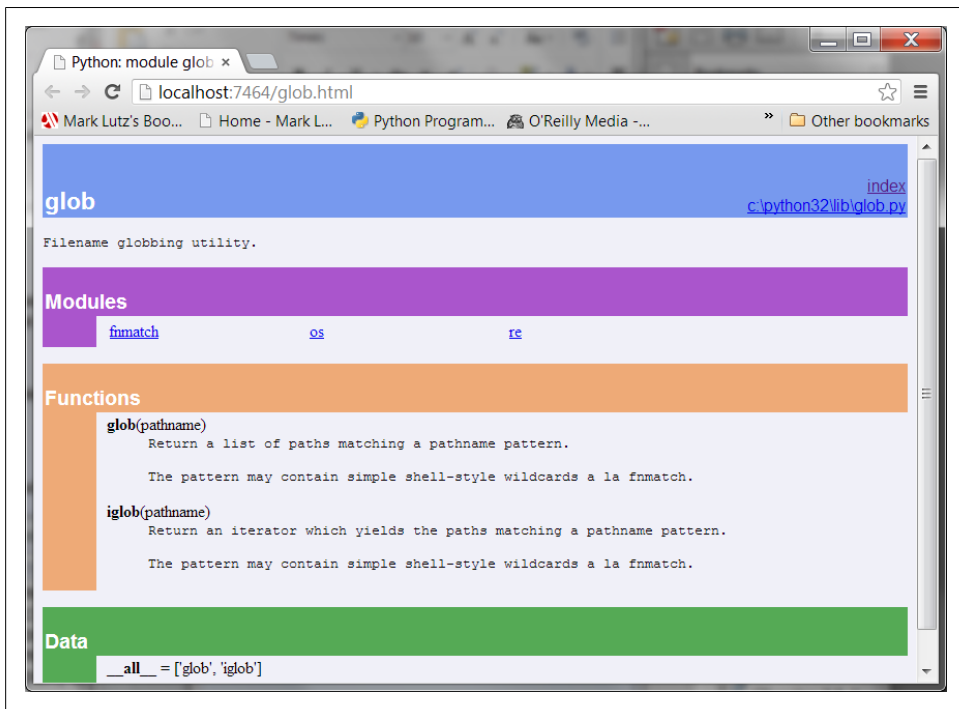 Python: module glob
localhost:7464/glob.html
Mark Lutz's Boo... Home - Mark L... Python Program... O'Reilly Media -... » Other bookmarks
index
glob
c:\python32\lib\glob.py
Filename globbing utility.
Modules
fnmatch os re
Functions
glob(pathname)
Return a list of paths matching a pathname pattern.
The pattern may contain simple shell-style wildcards a la fnmatch.
iglob(pathname)
Return an iterator which yields the paths matching a pathname pattern.
The pattern may contain simple shell-style wildcards a la fnmatch.
Data
__all__ = ['glob', 'iglob']